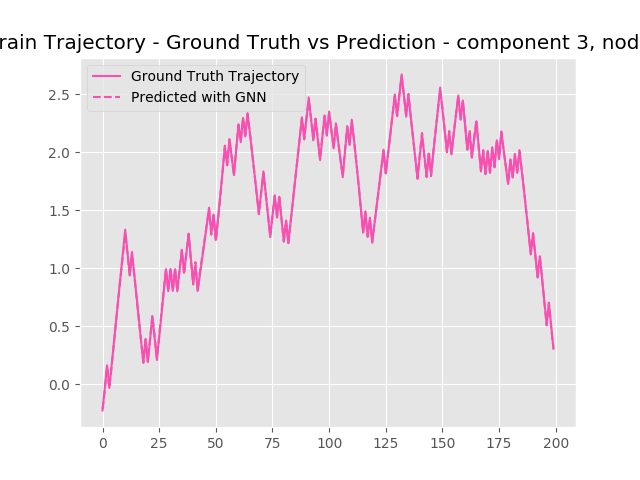 rain Trajectory - Ground Truth vs Prediction - component 3, nod
Ground Truth Trajectory
Predicted with GNN
2.5
2.0
1.5
1.0
0.5
0.0
0 25 50 75 100 125 150 175 200